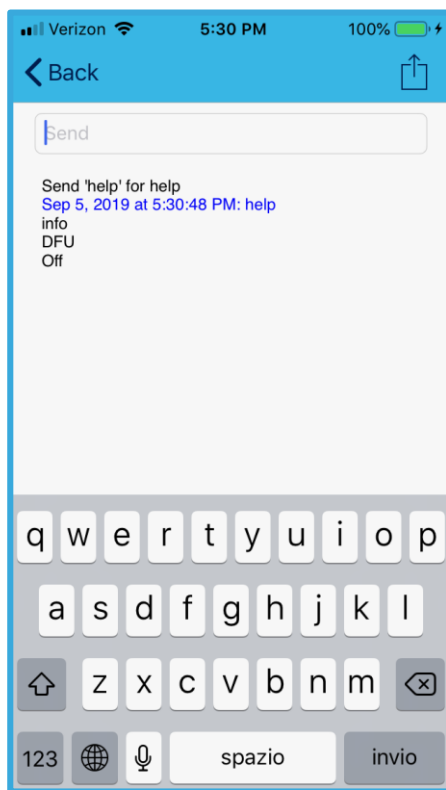 Verizon 5:30 PM 100%
Back
Send
Send 'help' for help
Sep 5, 2019 at 5:30:48 PM: help
info
DFU
Off
q w e r t y u i o p
a s d f g h j k l
z x c v b n m
123 spazio invio